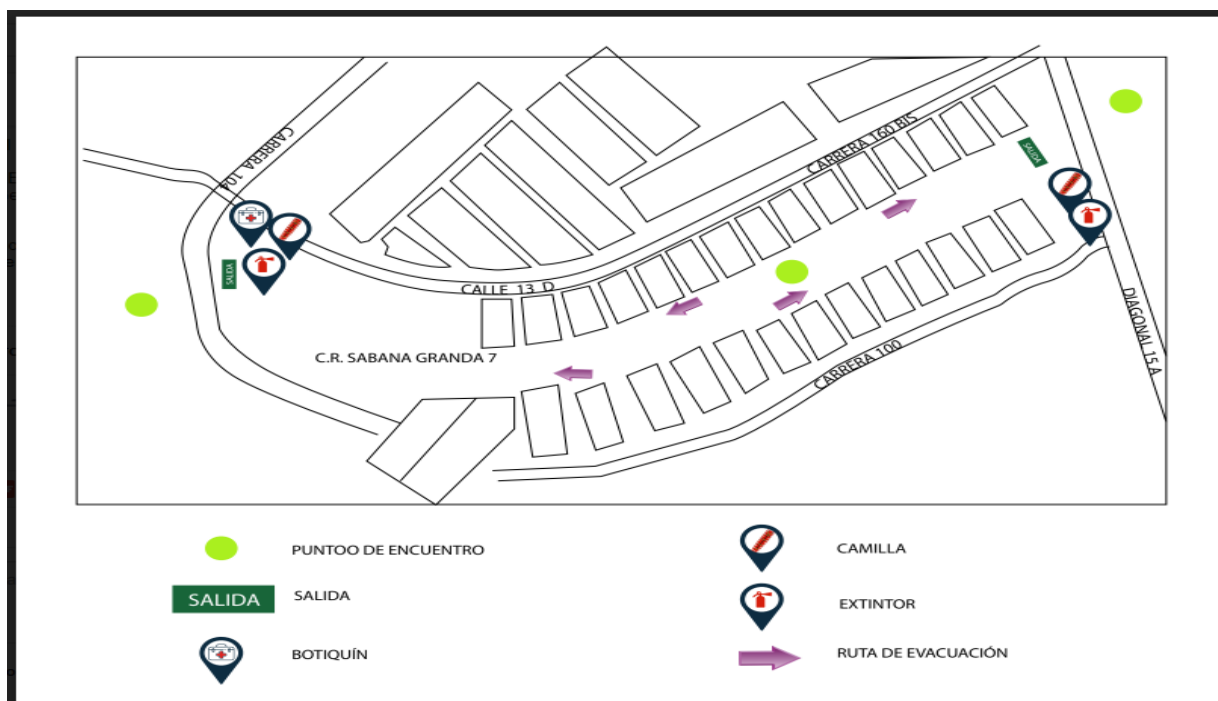 CARRERA 104
CARRERA 160 BIS
SALIDA
SALIDA
CALLE 13 D
DIAGONAL 15 A
C.R. SABANA GRANDA 7
CARRERA 100
PUNTOO DE ENCUENTRO
CAMILLA
SALIDA
SALIDA
EXTINTOR
BOTIQUÍN
RUTA DE EVACUACIÓN